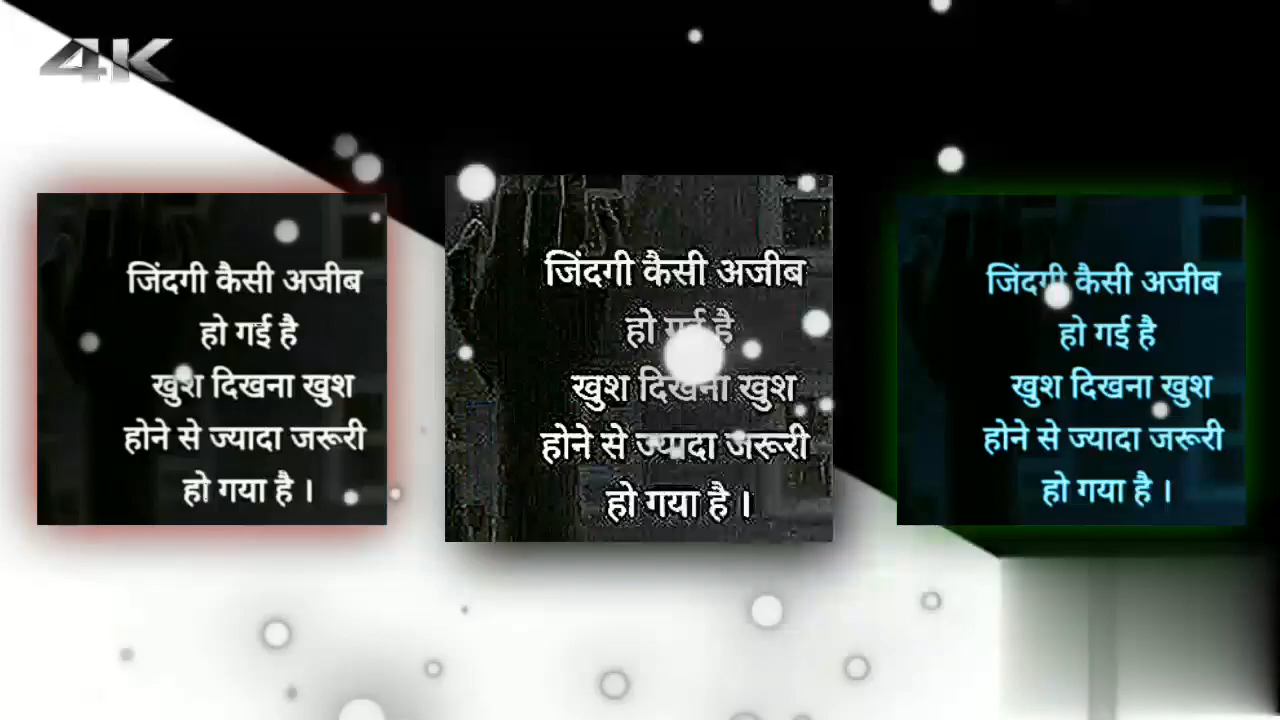 4K
जिंदगी कैसी अजीब
हो गई है
खुश दिखना खुश
होने से ज्यादा जरूरी
हो गया है ।
जिंदगी कैसी अजीब
हो गई है
खुश दिखना खुश
होने से ज्यादा जरूरी
हो गया है ।
जिंदगी कैसी अजीब
हो गई है
खुश दिखना खुश
होने से ज्यादा जरूरी
हो गया है ।